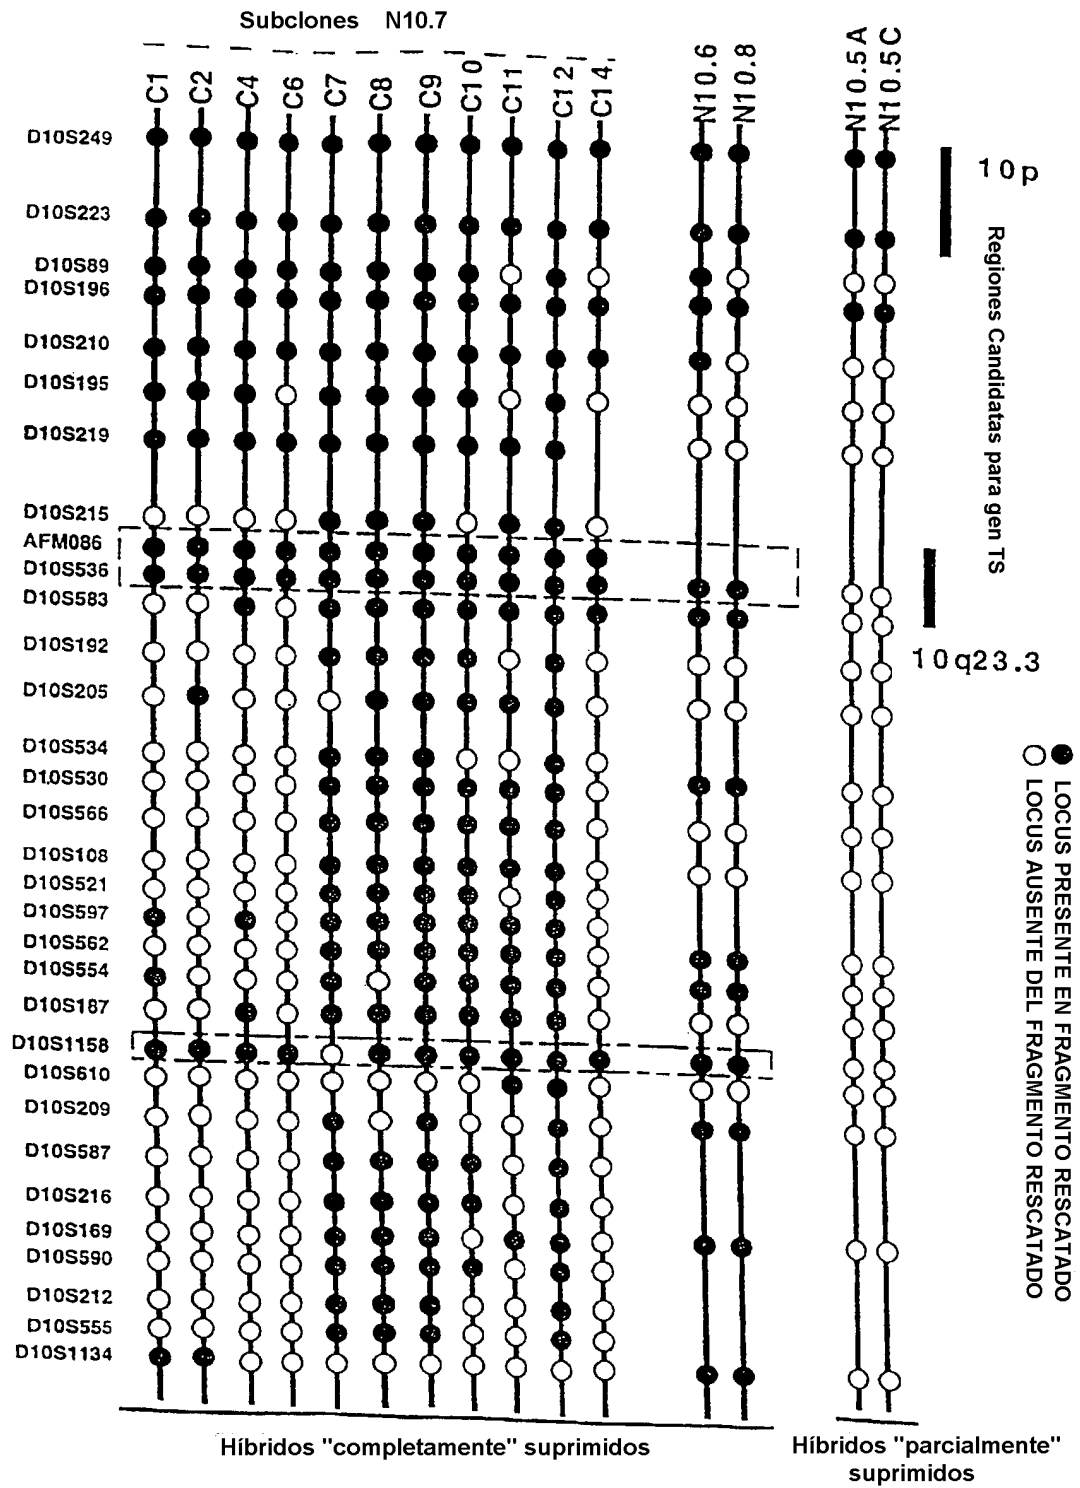 Subclones N10.7
C1
C2
C4
C6
C7
C8
C9
C10
C11
C12
C14
N10.6
N10.8
N10.5A
N10.5C
D10S249
D10S223
D10S89
D10S196
D10S210
D10S195
D10S219
D10S215
AFM086
D10S536
D10S583
D10S192
D10S205
D10S534
D10S530
D10S566
D10S108
D10S521
D10S597
D10S562
D10S554
D10S187
D10S1158
D10S610
D10S209
D10S587
D10S216
D10S169
D10S590
D10S212
D10S555
D10S1134
10p
Regiones Candidatas para gen TS
10q23.3
LOCUS PRESENTE EN FRAGMENTO RESCATADO
LOCUS AUSENTE DEL FRAGMENTO RESCATADO
Híbridos "completamente" suprimidos
Híbridos "parcialmente"
suprimidos